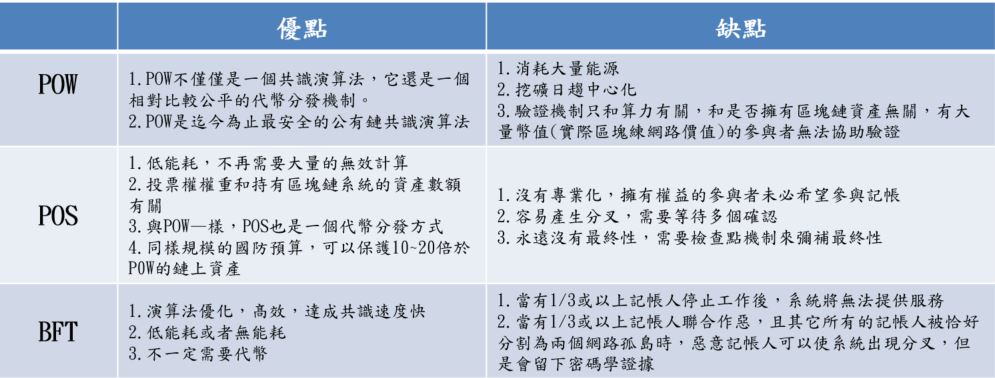 優點
缺點
POW
1.POW不僅僅是一個共識演算法，它還是一個
相對比較公平的代幣分發機制。
2.POW是迄今為止最安全的公有鏈共識演算法
1.消耗大量能源
2.挖礦日趨中心化
3.驗證機制只和算力有關，和是否擁有區塊鏈資產無關，有大
量幣值(實際區塊練網路價值)的參與者無法協助驗證
POS
1.低能耗，不再需要大量的無效計算
2.投票權權重和持有區塊鏈系統的資產數額
有關
3.與POW—樣，POS也是一個代幣分發方式
4.同樣規模的國防預算，可以保護10~20倍於
POW的鏈上資產
1.沒有專業化，擁有權益的參與者未必希望參與記帳
2.容易產生分叉，需要等待多個確認
3.永遠沒有最終性，需要檢查點機制來彌補最終性
BFT
1.演算法優化，高效，達成共識速度快
2.低能耗或者無能耗
3.不一定需要代幣
1.當有1/3或以上記帳人停止工作後，系統將無法提供服務
2.當有1/3或以上記帳人聯合作惡，且其它所有的記帳人被恰好
分割為兩個網路孤島時，惡意記帳人可以使系統出現分叉，但
是會留下密碼學證據